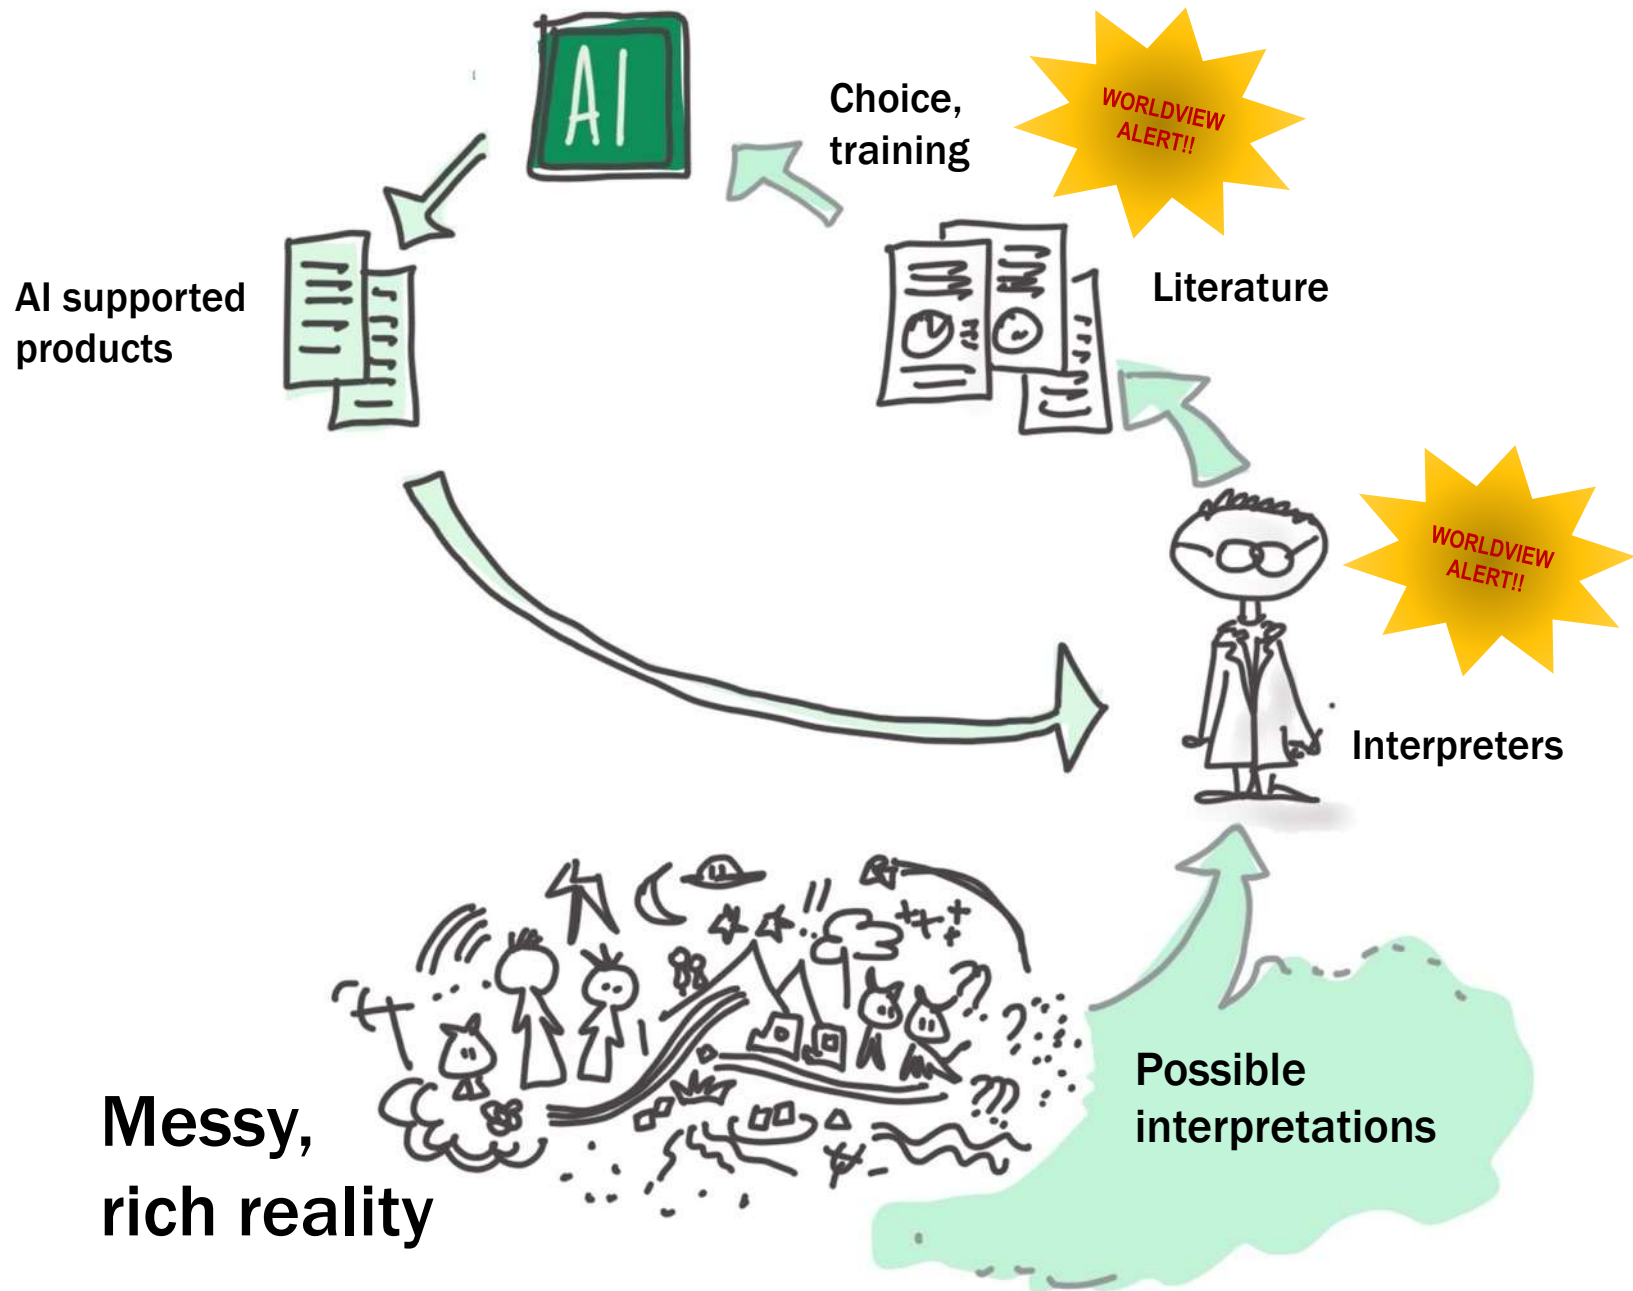 AI
Choice,
training
WORLDVIEW
ALERT!!
AI supported
products
Literature
WORLDVIEW
ALERT!!
Interpreters
Messy,
rich reality
Possible
interpretations